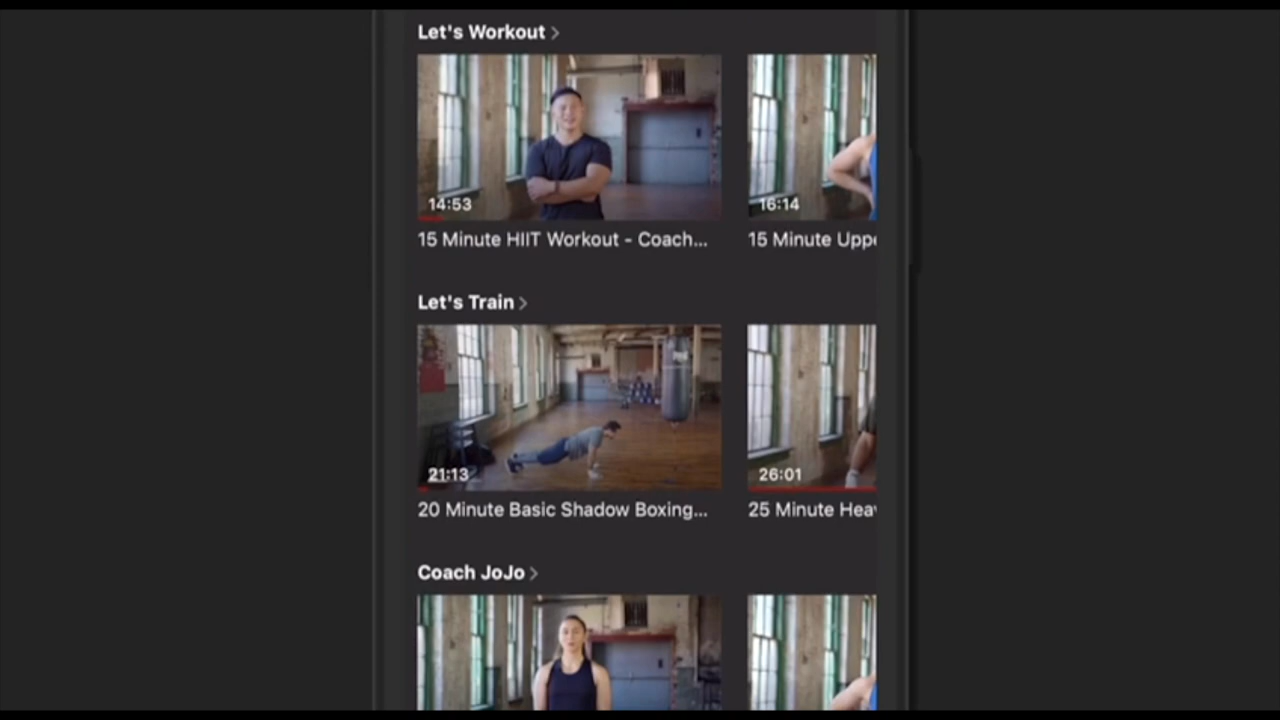 Let's Workout >
14:53
16:14
15 Minute HIIT Workout - Coach...
15 Minute Uppe
Let's Train >
21:13
26:01
20 Minute Basic Shadow Boxing...
25 Minute Hea
Coach JoJo >